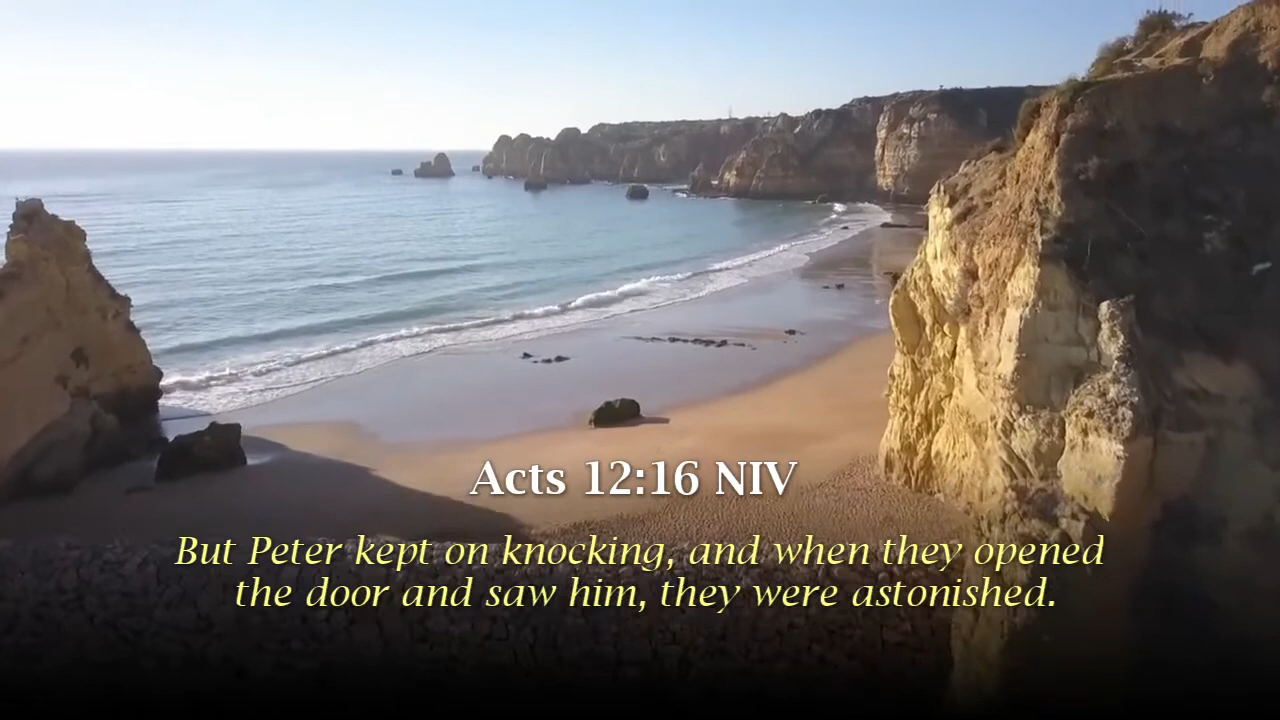 Acts 12:16 NIV
But Peter kept on knocking, and when they opened
the door and saw him, they were astonished.